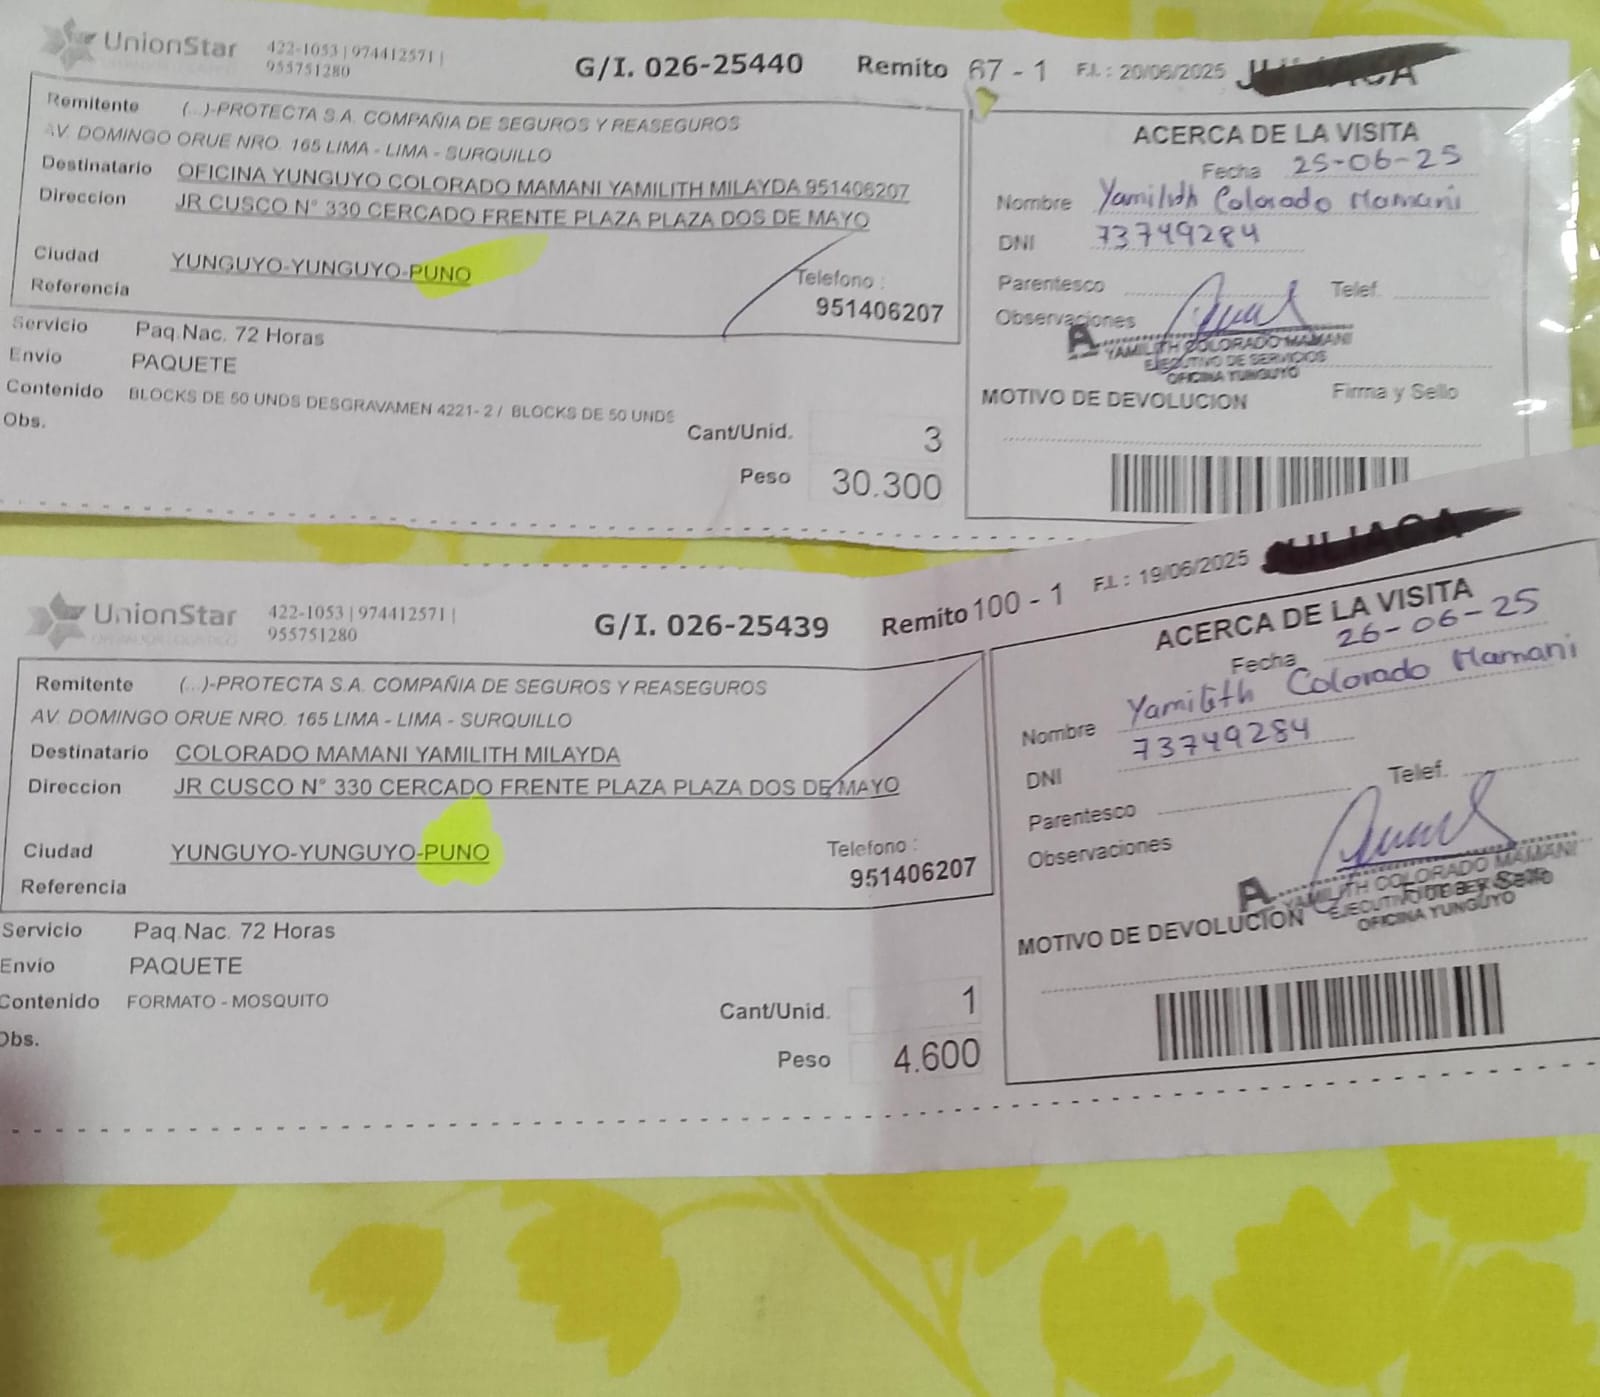 UnionStar 422-1053 | 974412571 |
955751280
G/I. 026-25440 Remito 67 - 1 F.I.: 20/06/2025
Remitente (...)-PROTECTA S.A. COMPAÑIA DE SEGUROS Y REASEGUROS
AV. DOMINGO ORUE NRO. 165 LIMA - LIMA - SURQUILLO
Destinatario OFICINA YUNGUYO COLORADO MAMANI YAMILITH MILAYDA 951406207
Direccion JR CUSCO N° 330 CERCADO FRENTE PLAZA PLAZA DOS DE MAYO
Ciudad YUNGUYO-YUNGUYO-PUNO
Telefono :
Referencia 951406207
Servicio Paq.Nac. 72 Horas
Envio PAQUETE
Contenido BLOCKS DE 50 UNDS DESGRAVAMEN 4221- 2 / BLOCKS DE 50 UNDS
Obs.
Cant/Unid. 3
Peso 30.300
ACERCA DE LA VISITA
Fecha 25-06-25
Nombre Yamilith Colorado Mamani
DNI 73749284
Parentesco Telef.
Observaciones
YAMILITH COLORADO MAMANI
EJECUTIVO DE SERVICIOS
OFICINA YUNGUYO
Firma y Sello
MOTIVO DE DEVOLUCION
UnionStar 422-1053 | 974412571 |
955751280
G/I. 026-25439 Remito 100 - 1 F.I.: 19/06/2025 JULIACA
Remitente (...)-PROTECTA S.A. COMPAÑIA DE SEGUROS Y REASEGUROS
AV. DOMINGO ORUE NRO. 165 LIMA - LIMA - SURQUILLO
Destinatario COLORADO MAMANI YAMILITH MILAYDA
Direccion JR CUSCO N° 330 CERCADO FRENTE PLAZA PLAZA DOS DE MAYO
Ciudad YUNGUYO-YUNGUYO-PUNO
Telefono :
Referencia 951406207
Servicio Paq.Nac. 72 Horas
Envio PAQUETE
Contenido FORMATO - MOSQUITO
Obs.
Cant/Unid. 1
Peso 4.600
ACERCA DE LA VISITA
Fecha 26-06-25
Nombre Yamilith Colorado Mamani
DNI 73749284
Parentesco Telef.
Observaciones
YAMILITH COLORADO MAMANI
OFICINA YUNGUYO
MOTIVO DE DEVOLUCION